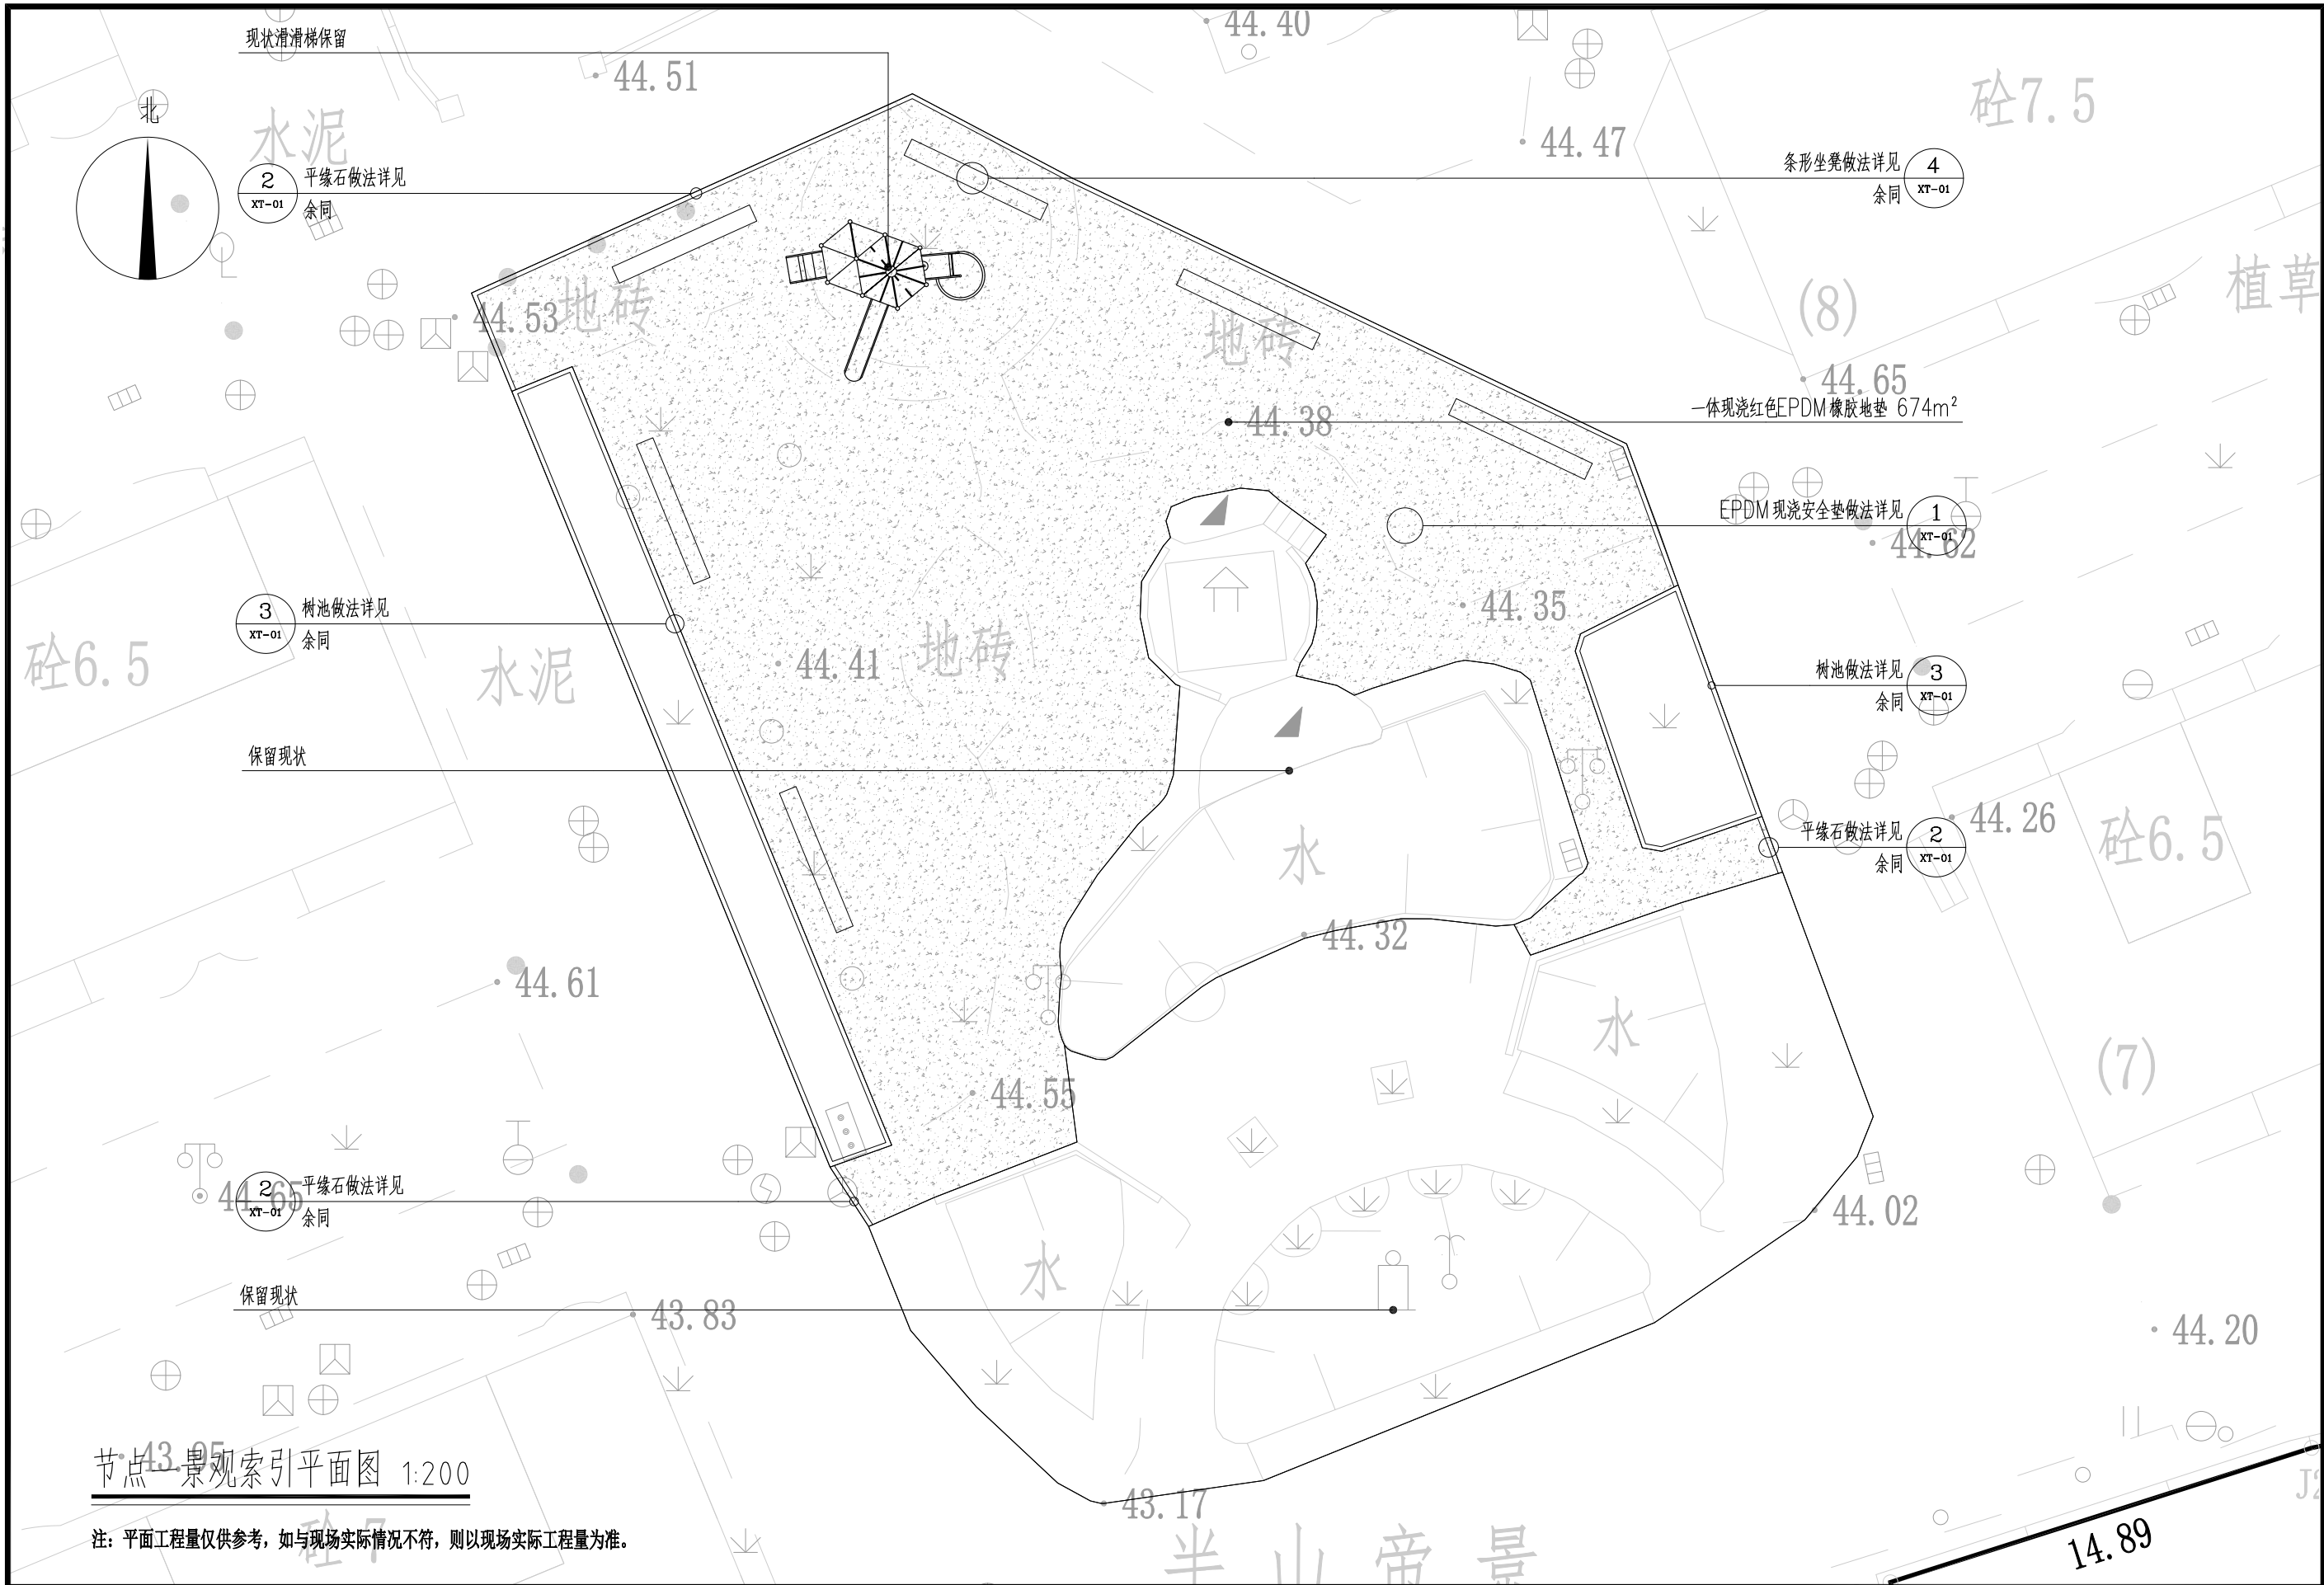 44.40
现状滑滑梯保留
44.51
砼7.5
北
水泥
44.47
2
XT-01
平缘石做法详见
余同
条形坐凳做法详见
余同
4
XT-01
植草
(8)
地砖
44.53
地砖
44.65
一体现浇红色EPDM橡胶地垫 674m²
44.38
EPDM现浇安全垫做法详见
1
XT-01
44.62
3
XT-01
树池做法详见
余同
44.35
砼6.5
水泥
44.41
地砖
树池做法详见
余同
3
XT-01
保留现状
44.26
平缘石做法详见
余同
2
XT-01
砼6.5
水
44.32
44.61
水
(7)
44.55
2
XT-01
44.65
平缘石做法详见
余同
44.02
水
保留现状
43.83
44.20
43.95
节点一景观索引平面图 1:200
43.17
J2
注：平面工程量仅供参考，如与现场实际情况不符，则以现场实际工程量为准。
砼7
半山帝景
14.89